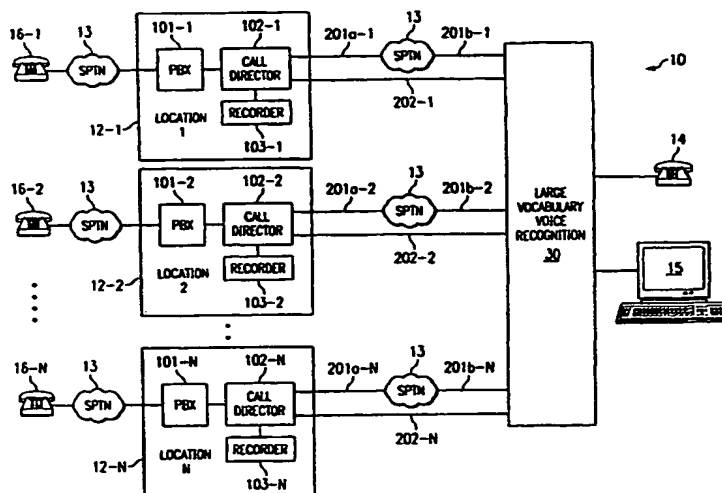 16-1
13
101-1
102-1
201a-1
13
201b-1
SPTN
PBX
CALL
DIRECTOR
SPTN
10
12-1
LOCATION
1
RECORDER
103-1
202-1
14
16-2
13
101-2
102-2
201a-2
13
201b-2
SPTN
PBX
CALL
DIRECTOR
SPTN
LARGE
VOCABULARY
VOICE
RECOGNITION
30
12-2
LOCATION
2
RECORDER
103-2
202-2
15
16-N
13
101-N
102-N
201a-N
13
201b-N
SPTN
PBX
CALL
DIRECTOR
SPTN
12-N
LOCATION
N
RECORDER
103-N
202-N